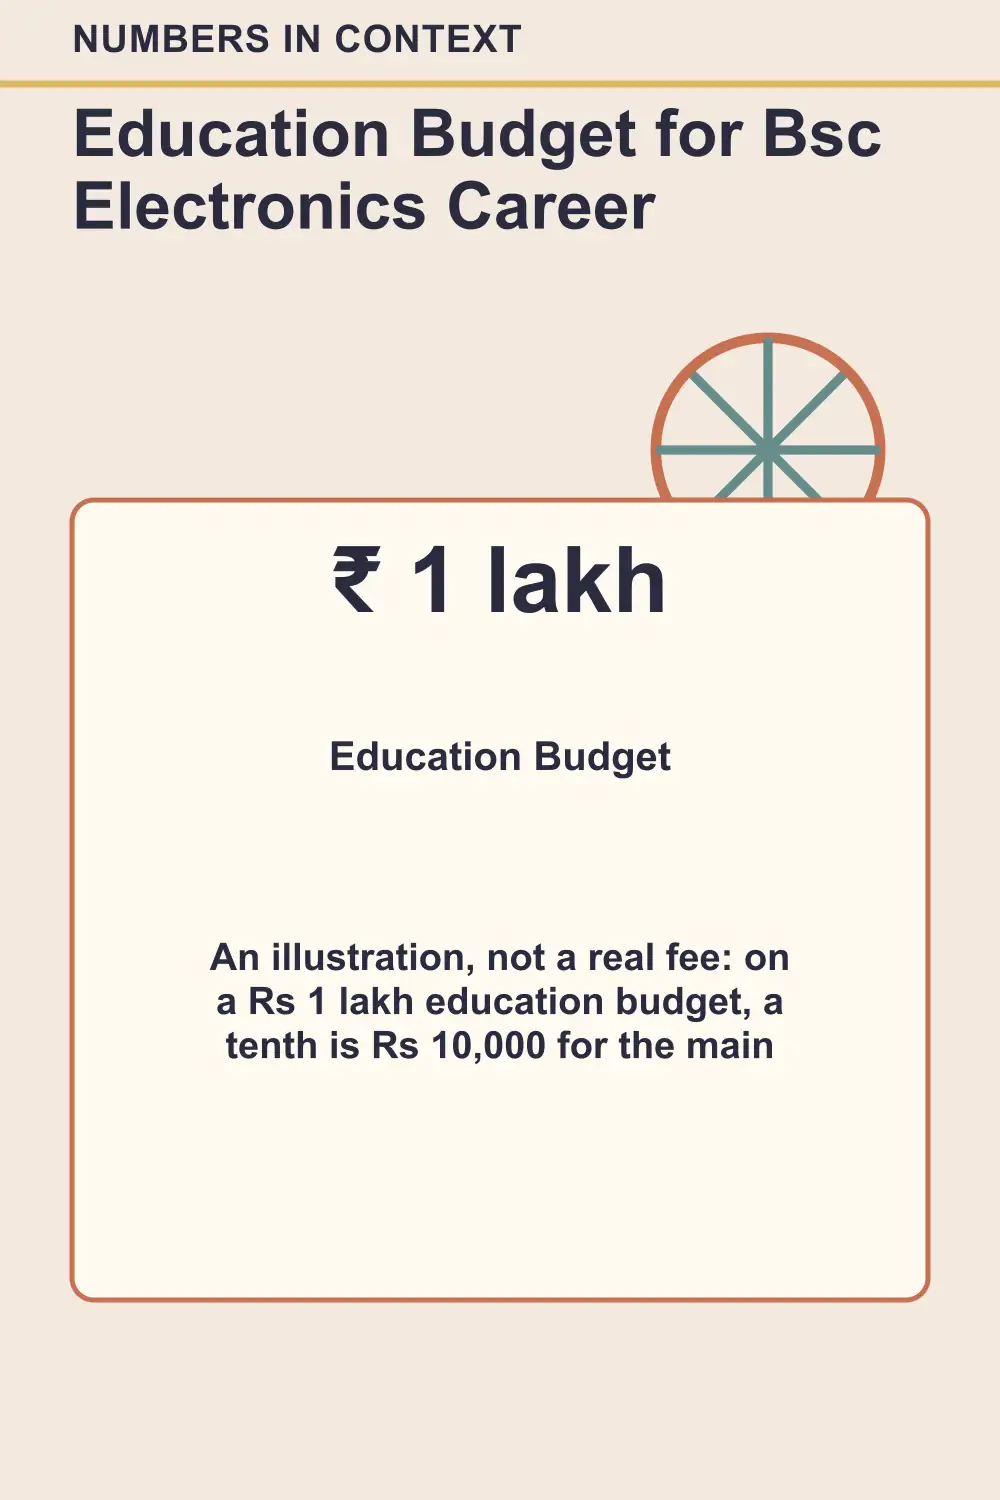 NUMBERS IN CONTEXT
Education Budget for Bsc
Electronics Career
₹ 1 lakh
Education Budget
An illustration, not a real fee: on
a Rs 1 lakh education budget, a
tenth is Rs 10,000 for the main